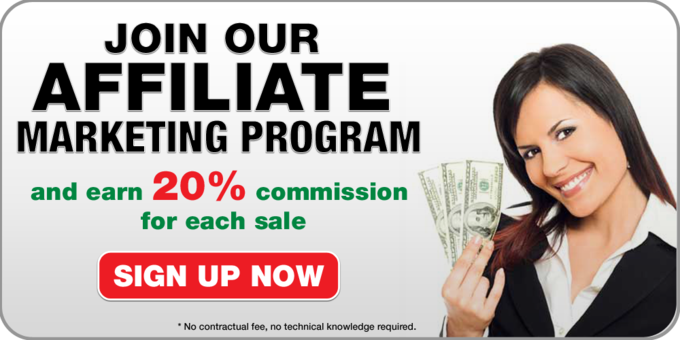 JOIN OUR
AFFILIATE
MARKETING PROGRAM
and earn 20% commission
for each sale
SIGN UP NOW
* No contractual fee, no technical knowledge required.